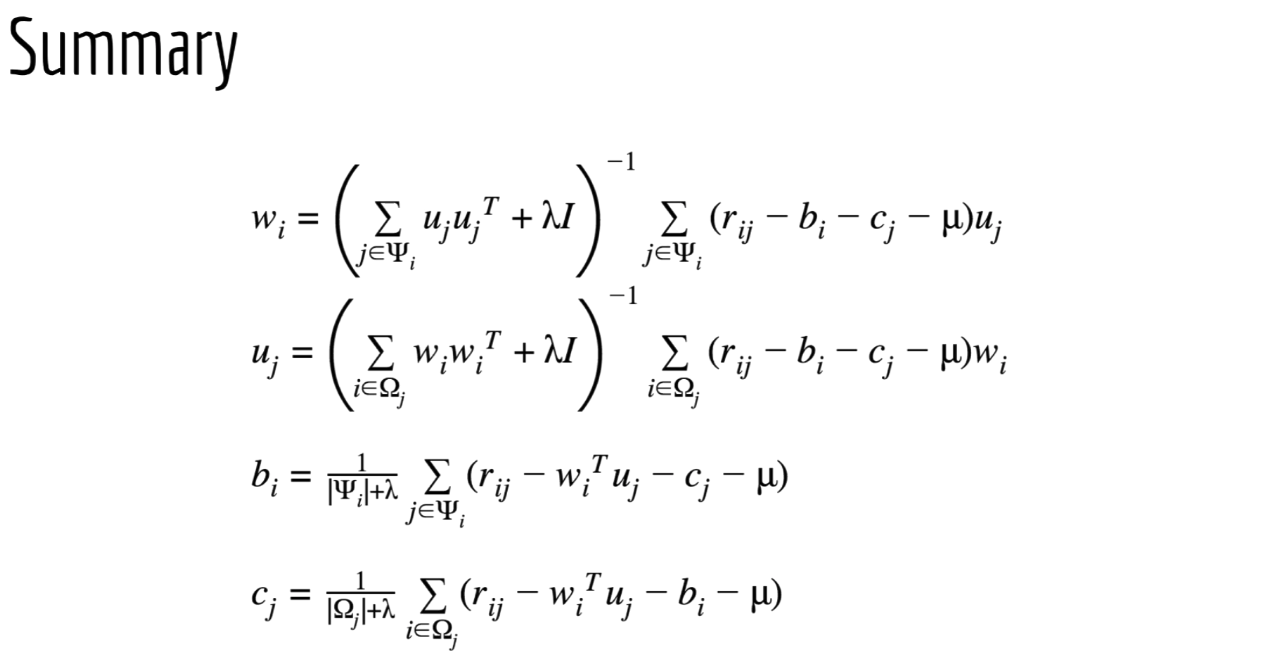 Summary
w_i = ( ∑_{j∈Ψ_i} u_j u_j^T + λI )^{−1} ∑_{j∈Ψ_i} (r_{ij} − b_i − c_j − μ)u_j
u_j = ( ∑_{i∈Ω_j} w_i w_i^T + λI )^{−1} ∑_{i∈Ω_j} (r_{ij} − b_i − c_j − μ)w_i
b_i = \frac{1}{|Ψ_i|+λ} ∑_{j∈Ψ_i} (r_{ij} − w_i^T u_j − c_j − μ)
c_j = \frac{1}{|Ω_j|+λ} ∑_{i∈Ω_j} (r_{ij} − w_i^T u_j − b_i − μ)